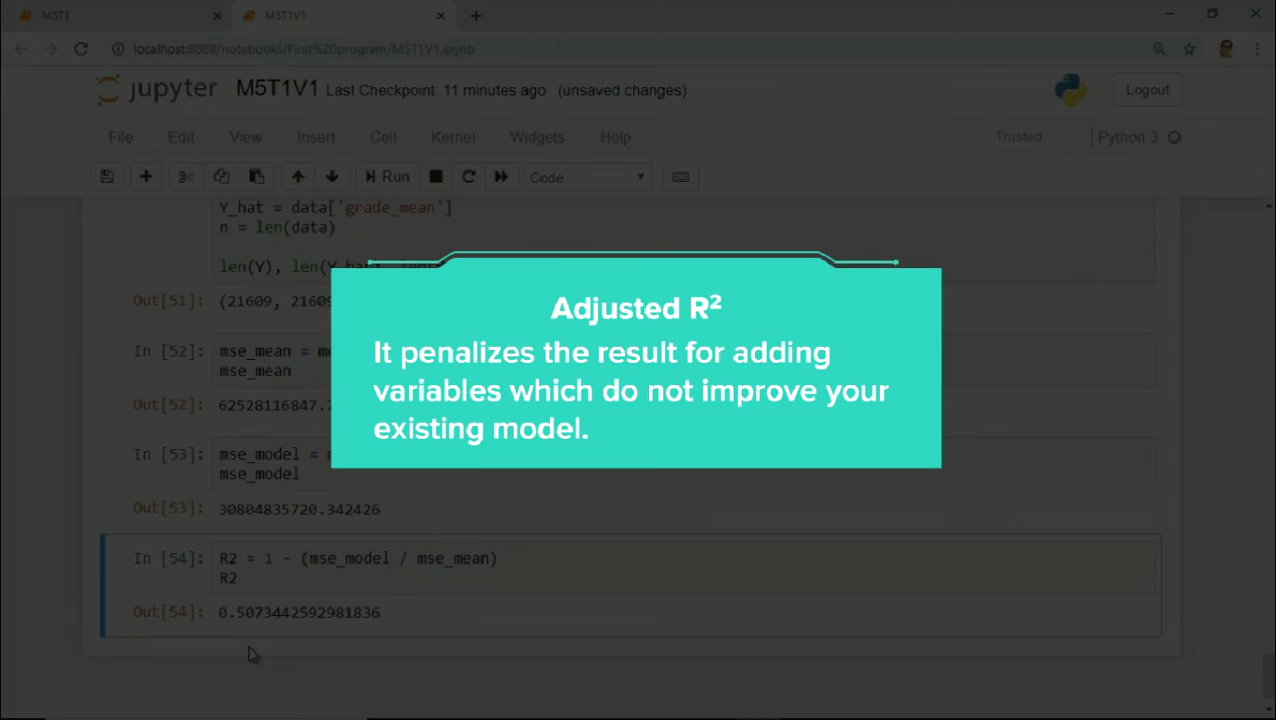 M5T1
M5T1V1
localhost:8888/notebooks/First%20program/M5T1V1.ipynb
jupyter M5T1V1 Last Checkpoint: 11 minutes ago (unsaved changes)
Logout
File Edit View Insert Cell Kernel Widgets Help
Trusted
Python 3
Run
Code
Y_hat = data['grade_mean']
n = len(data)
len(Y),
Out[51]: (21609,
Adjusted R²
It penalizes the result for adding
variables which do not improve your
existing model.
In [52]: mse_mean =
mse_mean
Out[52]: 62528116847.
In [53]: mse_model =
mse_model
Out[53]: 30804835720.342426
In [54]: R2 = 1 - (mse_model / mse_mean)
R2
Out[54]: 0.5073442592981836